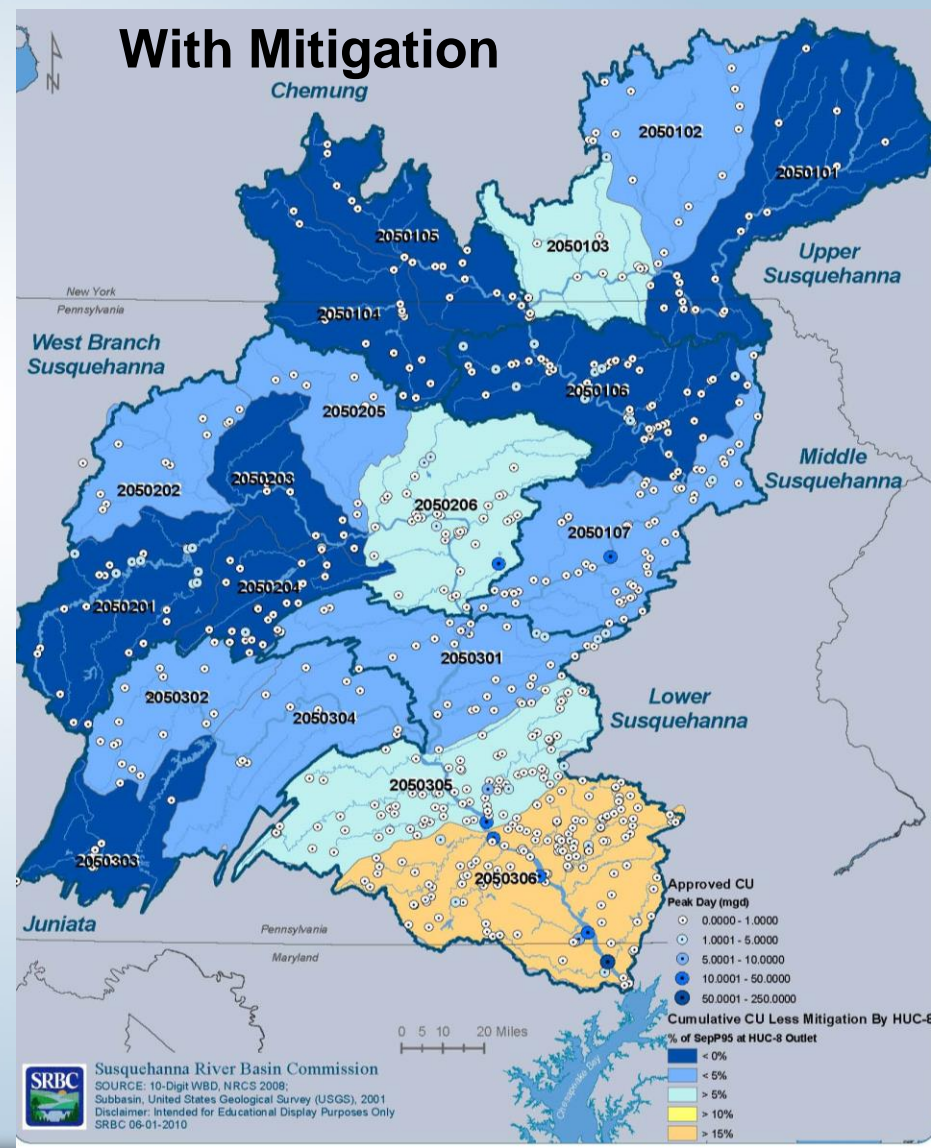 With Mitigation
N
Chemung
2050102
2050101
2050105
2050103
Upper
Susquehanna
New York
Pennsylvania
2050104
West Branch
Susquehanna
2050106
2050205
Middle
Susquehanna
2050203
2050202
2050206
2050107
2050204
2050201
2050301
2050302
Lower
Susquehanna
2050304
2050305
2050303
2050306
Approved CU
Peak Day (mgd)
0.0000 - 1.0000
1.0001 - 5.0000
5.0001 - 10.0000
10.0001 - 50.0000
50.0001 - 250.0000
Juniata
Pennsylvania
Maryland
Cumulative CU Less Mitigation By HUC-8
% of SepP95 at HUC-8 Outlet
< 0%
< 5%
> 5%
> 10%
> 15%
0 5 10 20 Miles
Chesapeake Bay
SRBC
Susquehanna River Basin Commission
SOURCE: 10-Digit WBD, NRCS 2008;
Subbasin, United States Geological Survey (USGS), 2001
Disclaimer: Intended for Educational Display Purposes Only
SRBC 06-01-2010